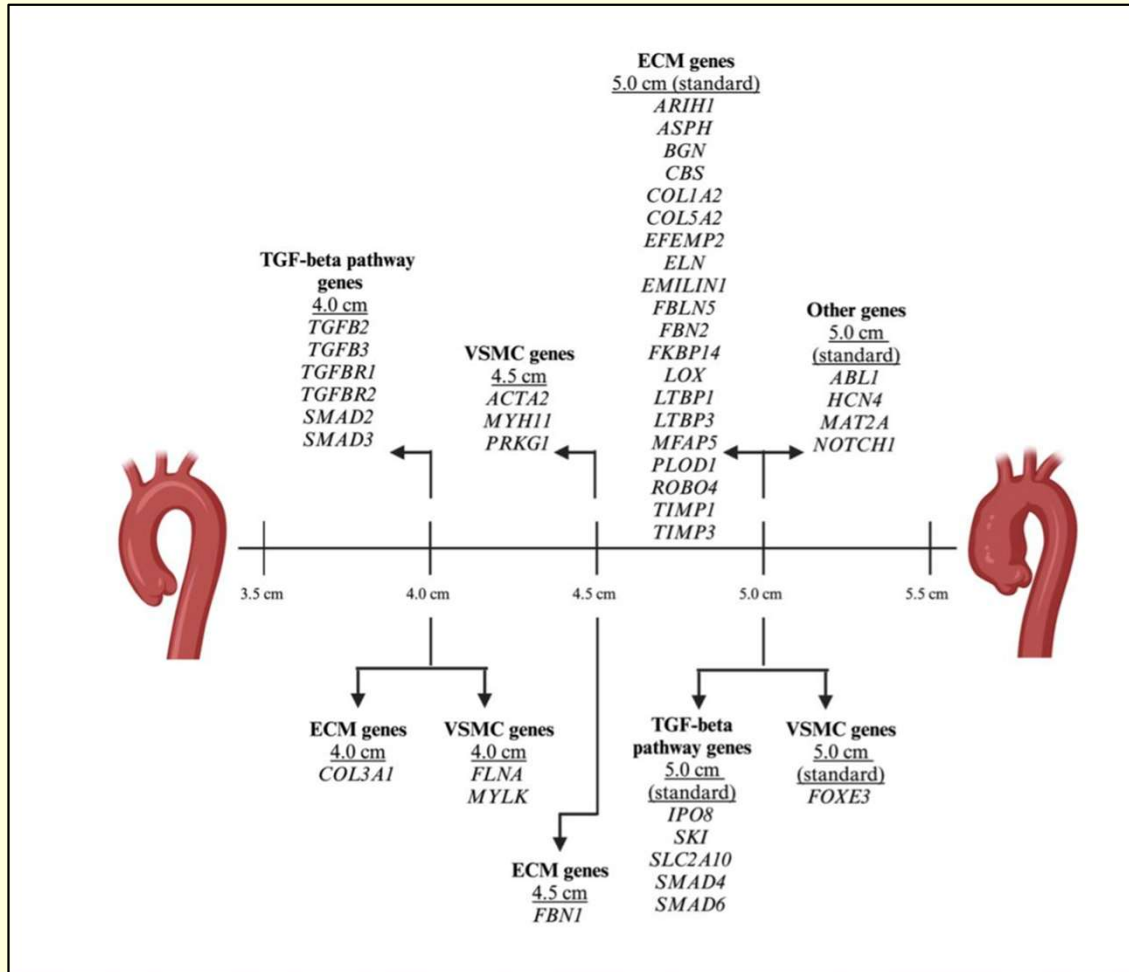 ECM genes
5.0 cm (standard)
ARIH1
ASPH
BGN
CBS
COL1A2
COL5A2
EFEMP2
ELN
EMILIN1
FBLN5
FBN2
FKBP14
LOX
LTBP1
LTBP3
MFAP5
PLOD1
ROBO4
TIMP1
TIMP3
TGF-beta pathway
genes
4.0 cm
TGFB2
TGFB3
TGFBR1
TGFBR2
SMAD2
SMAD3
VSMC genes
4.5 cm
ACTA2
MYH11
PRKG1
Other genes
5.0 cm
(standard)
ABL1
HCN4
MAT2A
NOTCH1
3.5 cm
4.0 cm
4.5 cm
5.0 cm
5.5 cm
ECM genes
4.0 cm
COL3A1
VSMC genes
4.0 cm
FLNA
MYLK
ECM genes
4.5 cm
FBN1
TGF-beta
pathway genes
5.0 cm
(standard)
IPO8
SKI
SLC2A10
SMAD4
SMAD6
VSMC genes
5.0 cm
(standard)
FOXE3